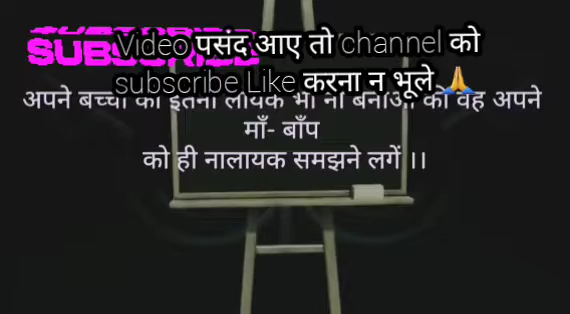 SUBSCRIBE
Video पसंद आए तो channel को
subscribe Like करना न भूले 🙏
अपने बच्चों को इतना लायक भी ना बनाओ की वह अपने
माँ- बाँप
को ही नालायक समझने लगें ।।